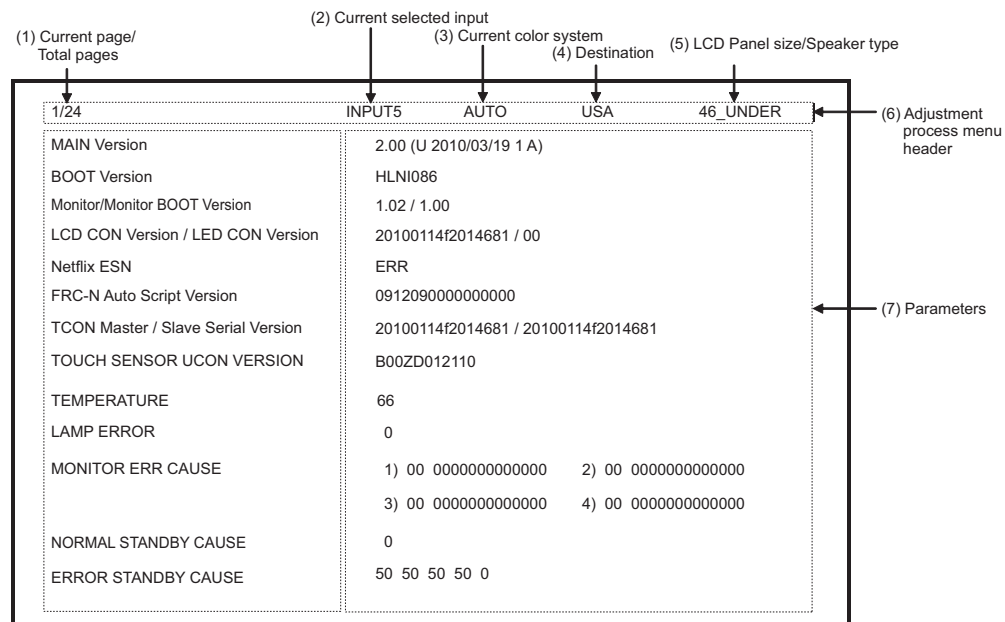 (2) Current selected input
(1) Current page/
Total pages
(3) Current color system
(4) Destination
(5) LCD Panel size/Speaker type
1/24 INPUT5 AUTO USA 46_UNDER
(6) Adjustment
process menu
header
MAIN Version 2.00 (U 2010/03/19 1 A)
BOOT Version HLNI086
Monitor/Monitor BOOT Version 1.02 / 1.00
LCD CON Version / LED CON Version 20100114f2014681 / 00
Netflix ESN ERR
FRC-N Auto Script Version 0912090000000000
(7) Parameters
TCON Master / Slave Serial Version 20100114f2014681 / 20100114f2014681
TOUCH SENSOR UCON VERSION B00ZD012110
TEMPERATURE 66
LAMP ERROR 0
MONITOR ERR CAUSE 1) 00 0000000000000 2) 00 0000000000000
3) 00 0000000000000 4) 00 0000000000000
NORMAL STANDBY CAUSE 0
ERROR STANDBY CAUSE 50 50 50 50 0